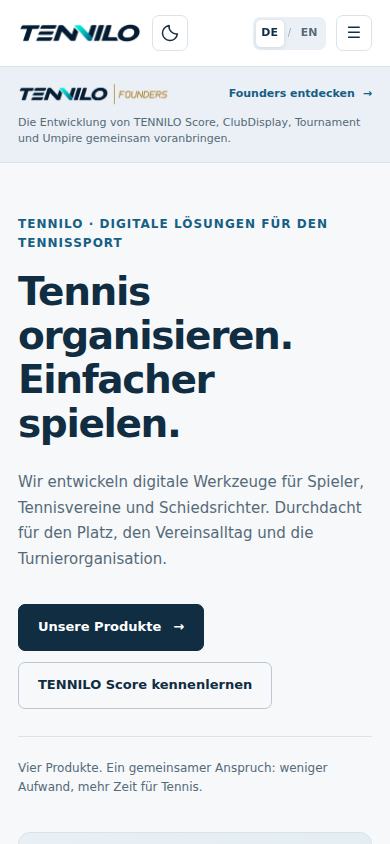 TENNILO
DE / EN
TENNILO | FOUNDERS
Founders entdecken →
Die Entwicklung von TENNILO Score, ClubDisplay, Tournament
und Umpire gemeinsam voranbringen.
TENNILO · DIGITALE LÖSUNGEN FÜR DEN
TENNISSPORT
Tennis
organisieren.
Einfacher
spielen.
Wir entwickeln digitale Werkzeuge für Spieler,
Tennisvereine und Schiedsrichter. Durchdacht
für den Platz, den Vereinsalltag und die
Turnierorganisation.
Unsere Produkte →
TENNILO Score kennenlernen
Vier Produkte. Ein gemeinsamer Anspruch: weniger
Aufwand, mehr Zeit für Tennis.